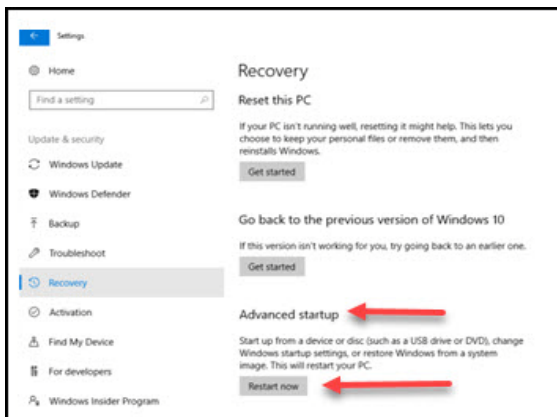 Settings
Home
Find a setting
Update & security
Windows Update
Windows Defender
Backup
Troubleshoot
Recovery
Activation
Find My Device
For developers
Windows Insider Program
Recovery
Reset this PC
If your PC isn't running well, resetting it might help. This lets you
choose to keep your personal files or remove them, and then
reinstalls Windows.
Get started
Go back to the previous version of Windows 10
If this version isn't working for you, try going back to an earlier one.
Get started
Advanced startup
Start up from a device or disc (such as a USB drive or DVD), change
Windows startup settings, or restore Windows from a system
image. This will restart your PC.
Restart now